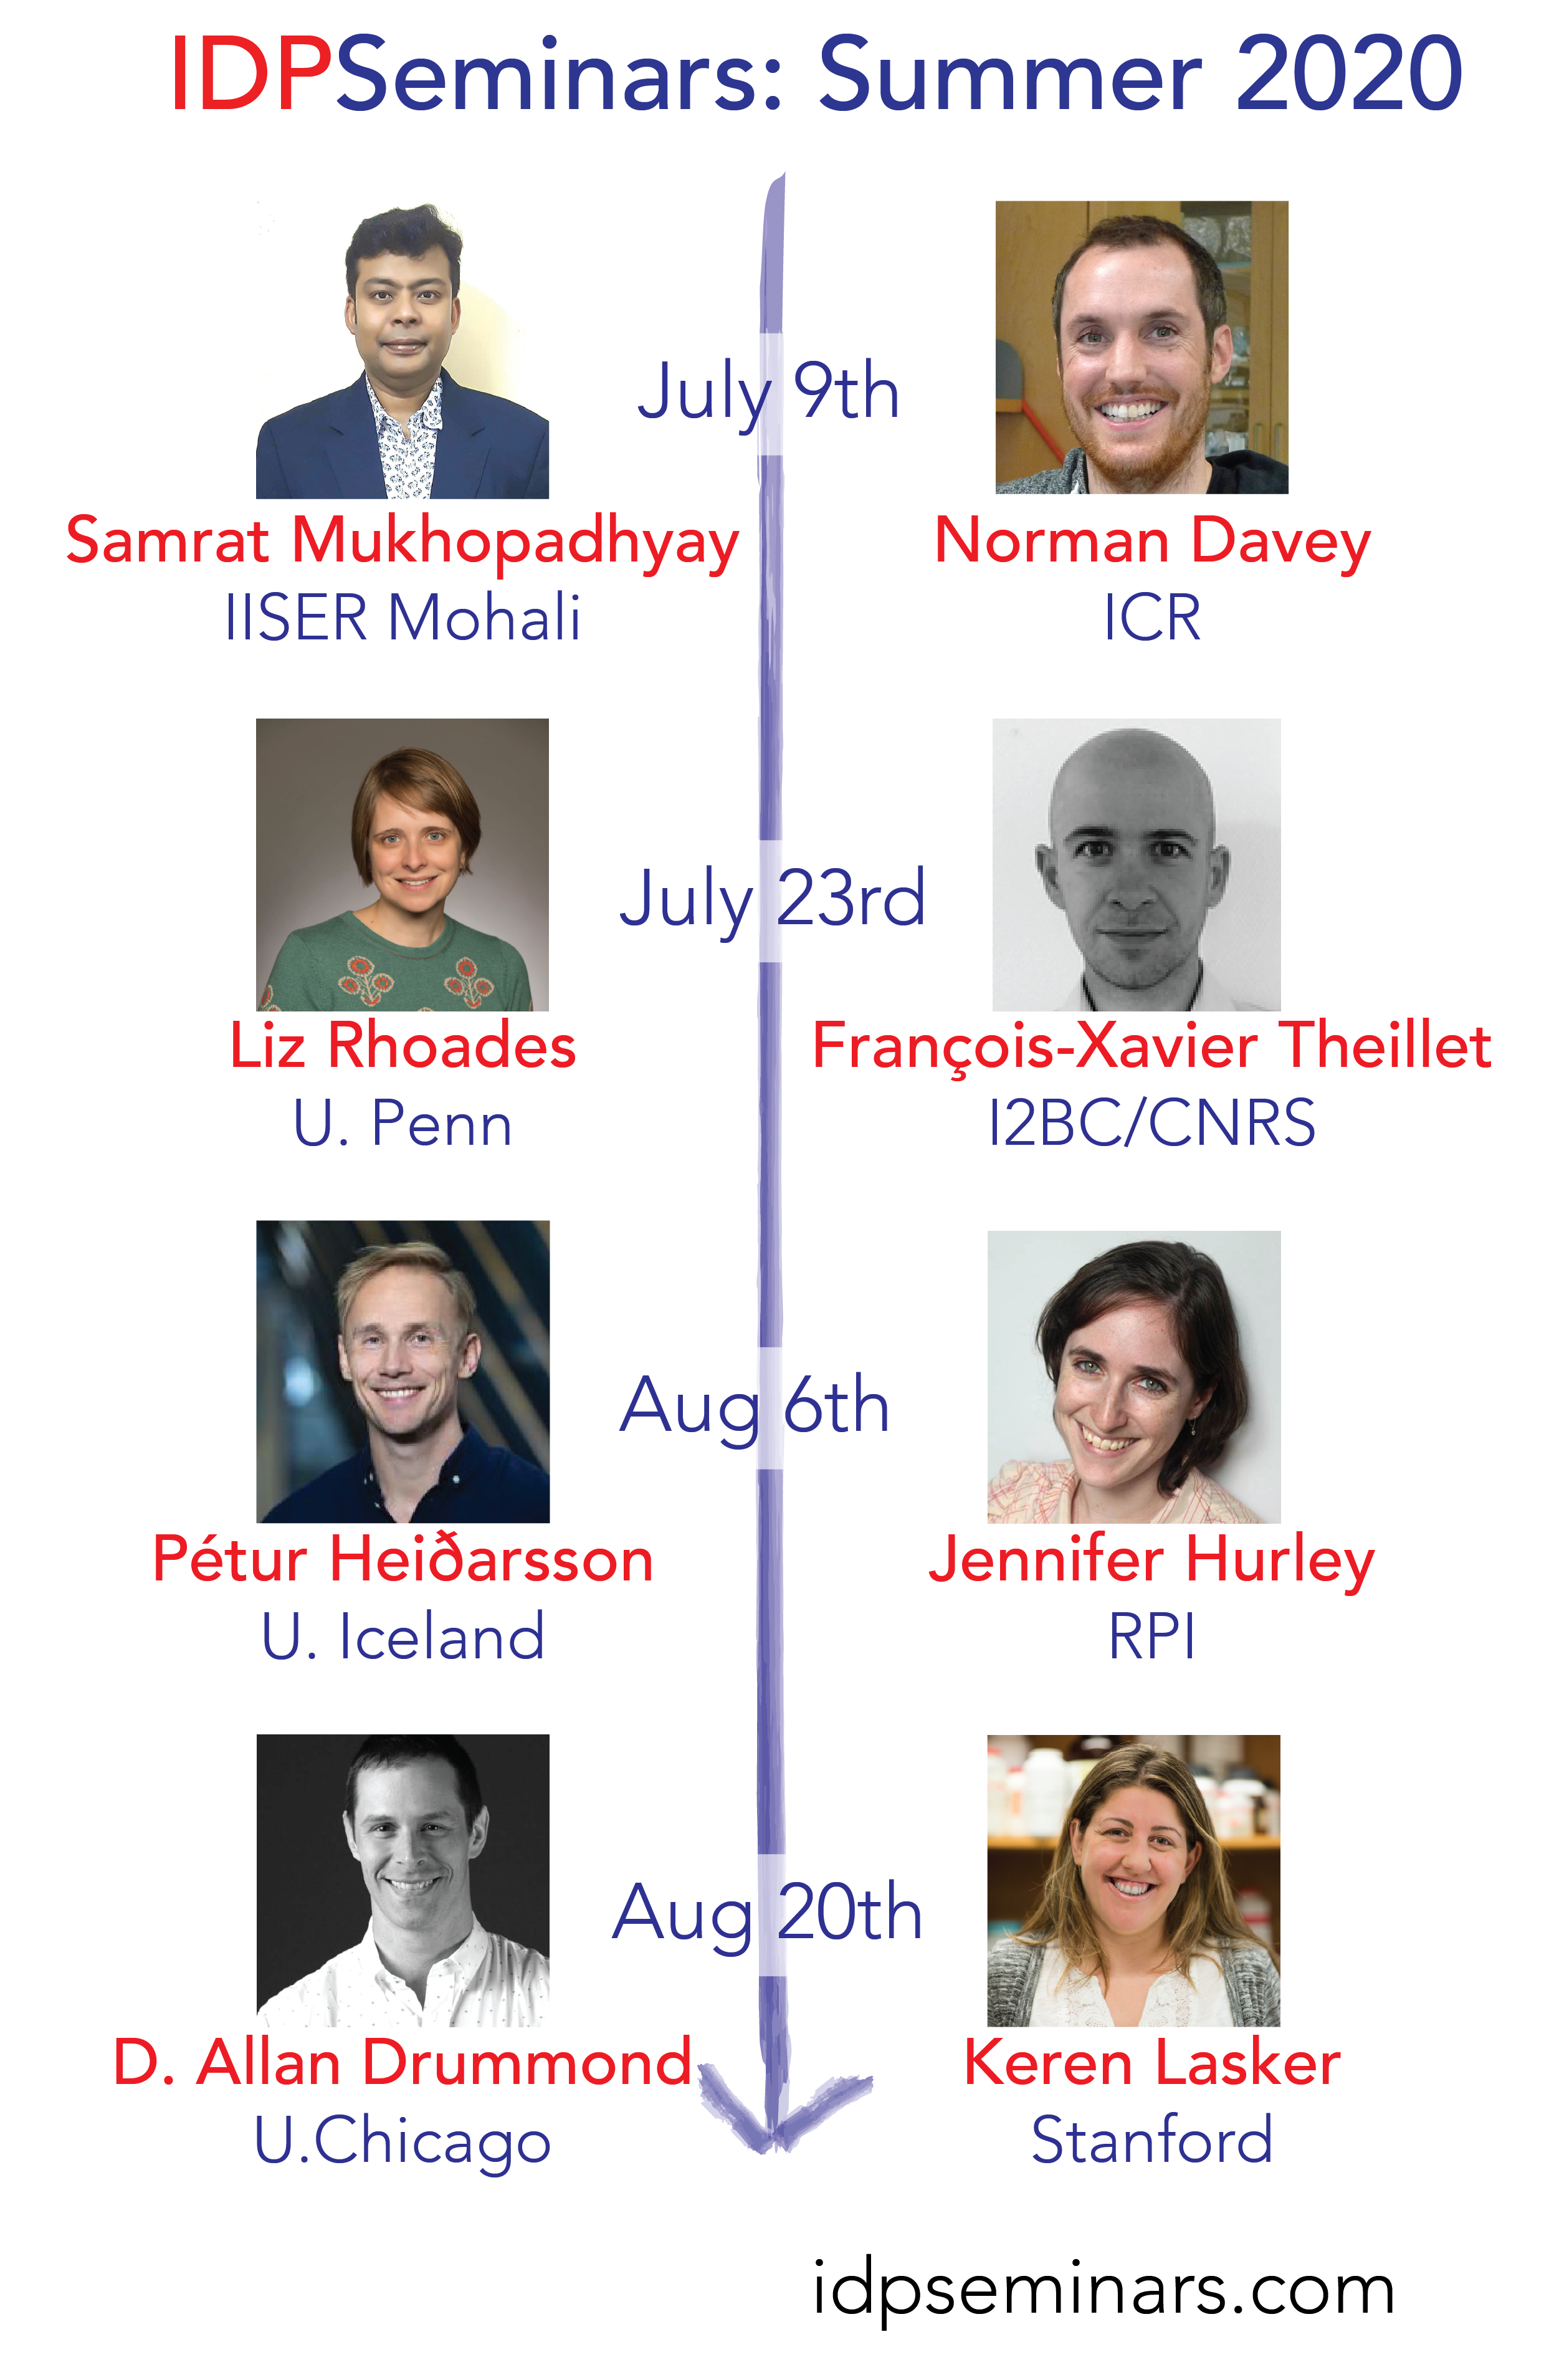 IDPSeminars: Summer 2020
July 9th
Samrat Mukhopadhyay
IISER Mohali
Norman Davey
ICR
July 23rd
Liz Rhoades
U. Penn
François-Xavier Theillet
I2BC/CNRS
Aug 6th
Pétur Heiðarsson
U. Iceland
Jennifer Hurley
RPI
Aug 20th
D. Allan Drummond
U.Chicago
Keren Lasker
Stanford
idpseminars.com